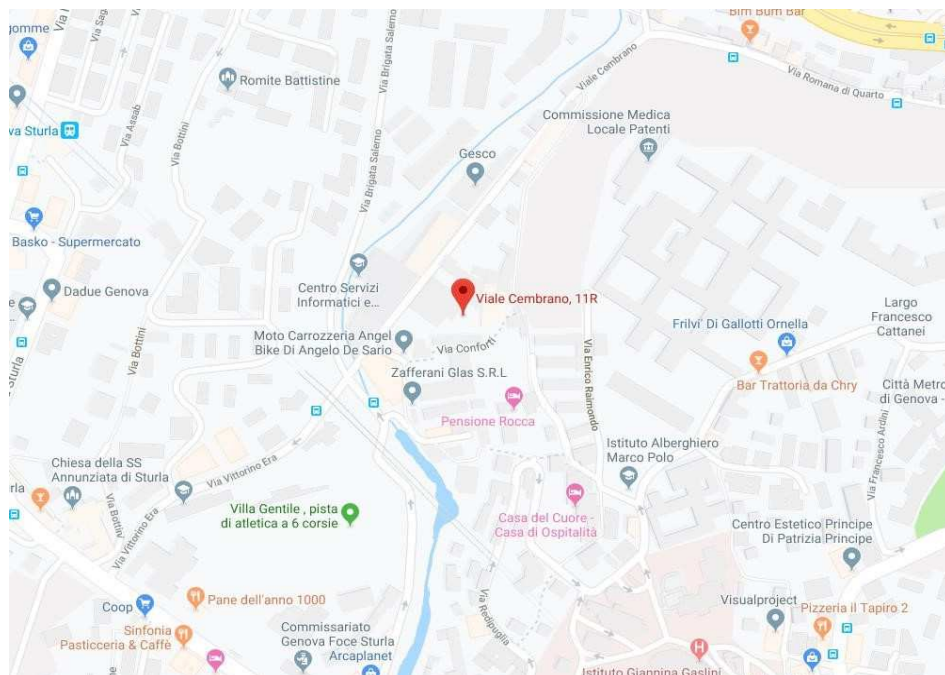 gomme
Via Sag
Via Assab
Romite Battistine
Via Brigata Salerno
Viale Cembrano
Bim Bum Bar
Via Romana di Quarto
va Sturla
Via Bottini
Commissione Medica
Locale Patenti
Gesco
Via Brigata Salerno
Basko - Supermercato
Dadue Genova
Centro Servizi
Informatici e...
Viale Cembrano, 11R
Largo
Francesco
Cattanei
Moto Carrozzeria Angel
Bike Di Angelo De Sario
Via Conforti
Frilvi' Di Gallotti Ornella
Via Bottini
Sturla
Zafferani Glas S.R.L
Via Enrico Raimondo
Bar Trattoria da Chry
Città Metro
di Genova -
Pensione Rocca
Istituto Alberghiero
Marco Polo
Via Francesco Ardini
Chiesa della SS
Annunziata di Sturla
Via Vittorino Era
rla
Villa Gentile , pista
di atletica a 6 corsie
Casa del Cuore -
Casa di Ospitalità
Via Bottini
Via Vittorino Era
Centro Estetico Principe
Di Patrizia Principe
Coop
Pane dell'anno 1000
Via Redipuglia
Visualproject
Pizzeria il Tapiro 2
Sinfonia
Pasticceria & Caffè
Commissariato
Genova Foce Sturla
Arcaplanet
H
Istituto Giannina Gaslini